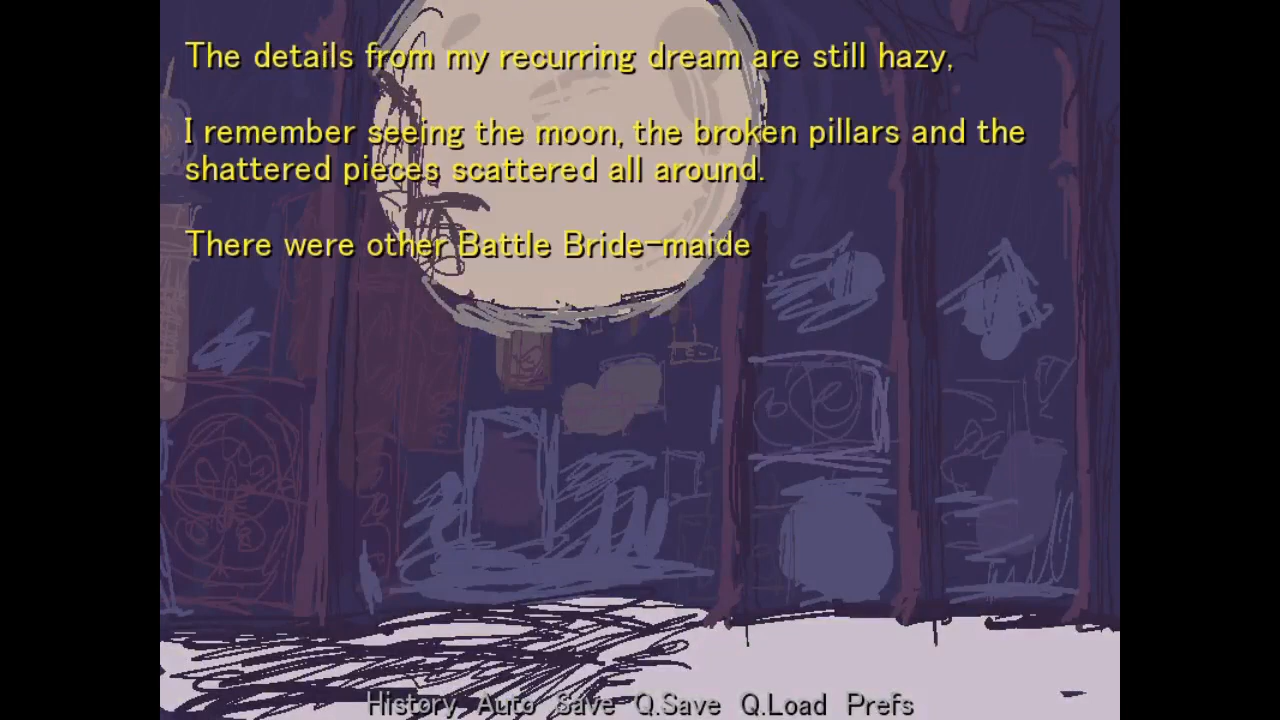 The details from my recurring dream are still hazy,
I remember seeing the moon, the broken pillars and the
shattered pieces scattered all around.
There were other Battle Bride-maide
History Auto Save Q.Save Q.Load Prefs